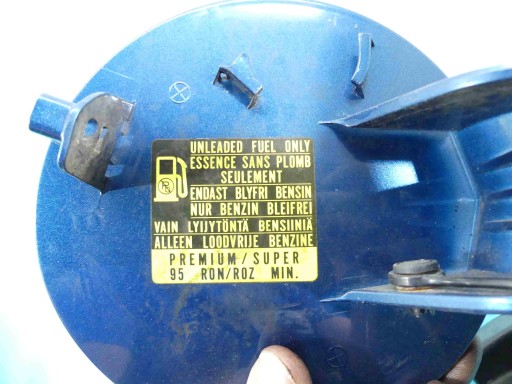 UNLEADED FUEL ONLY
ESSENCE SANS PLOMB
SEULEMENT
ENDAST BLYFRI BENSIN
NUR BENZIN BLEIFREI
VAIN LYIJYTÖNTÄ BENSIINIÄ
ALLEEN LOODVRIJE BENZINE
PREMIUM/SUPER
95 RON/ROZ MIN.